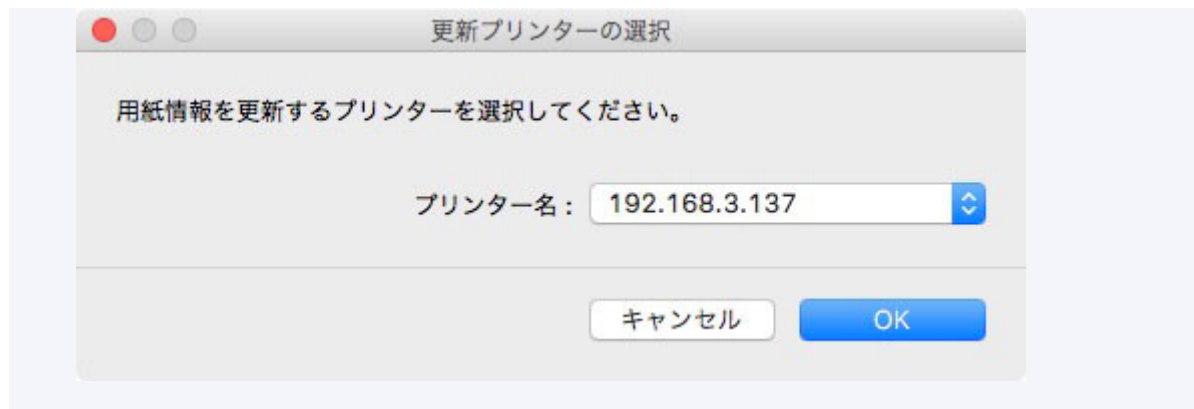 更新プリンターの選択
用紙情報を更新するプリンターを選択してください。
プリンター名： 192.168.3.137
キャンセル OK